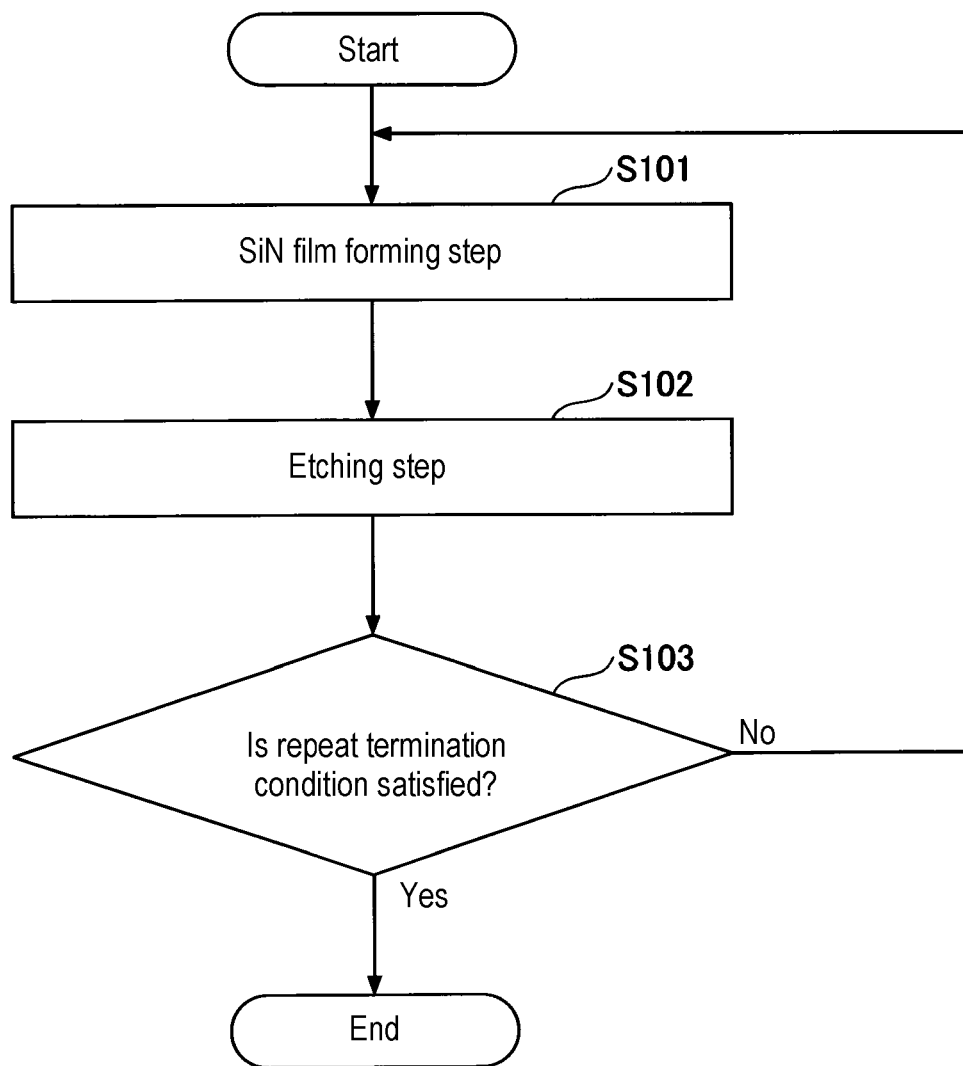 Start
S101
SiN film forming step
S102
Etching step
S103
Is repeat termination
condition satisfied?
No
Yes
End